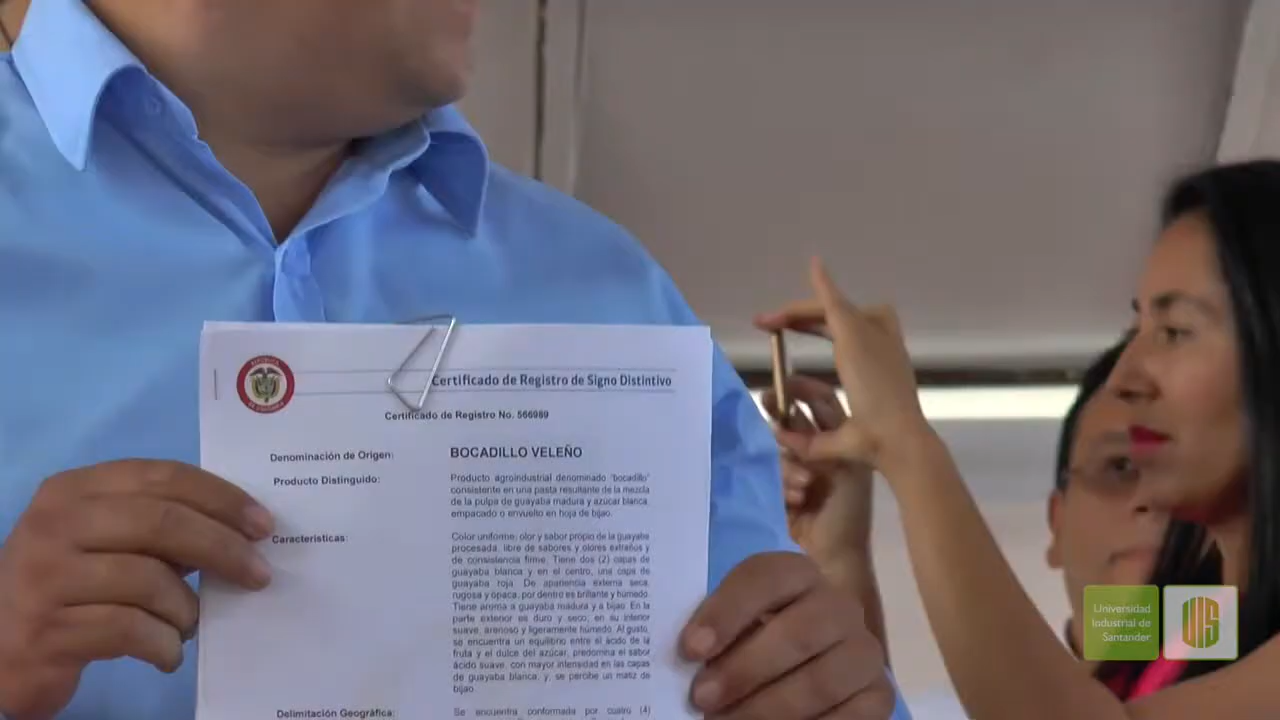 Certificado de Registro de Signo Distintivo
Certificado de Registro No. 566989
Denominación de Origen: BOCADILLO VELEÑO
Producto Distinguido: Producto agroindustrial denominado "bocadillo"
consistente en una pasta resultante de la mezcla
de la pulpa de guayaba madura y azúcar blanca,
empacado o envuelto en hoja de bijao.
Características: Color uniforme, olor y sabor propio de la guayaba
procesada, libre de sabores y olores extraños y
de consistencia firme. Tiene dos (2) capas de
guayaba blanca y en el centro, una capa de
guayaba roja. De apariencia externa seca,
rugosa y opaca, por dentro es brillante y húmedo.
Tiene aroma a guayaba madura y a bijao. En la
parte exterior es duro y seco, en su interior
suave, arenoso y ligeramente húmedo. Al gusto,
se encuentra un equilibrio entre el ácido de la
fruta y el dulce del azúcar, predomina el sabor
ácido suave, con mayor intensidad en las capas
de guayaba blanca, y, se percibe un matiz de
bijao.
Delimitación Geográfica: Se encuentra conformada por cuatro (4)
Universidad
Industrial de
Santander
UIS